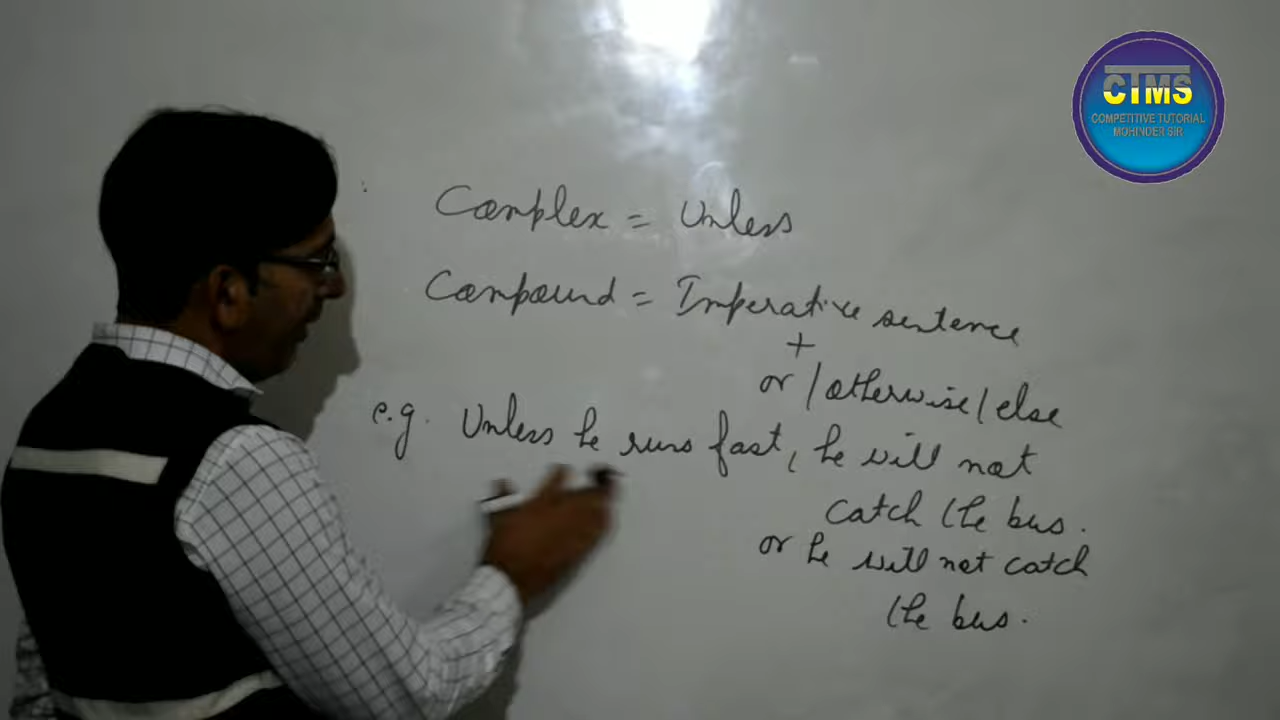 CTMS
COMPETITIVE TUTORIAL
MOHINDER SIR
Complex = Unless
Compound = Imperative sentence
+
or / otherwise / else
e.g. Unless he runs fast, he will not
catch the bus.
or he will not catch
the bus.